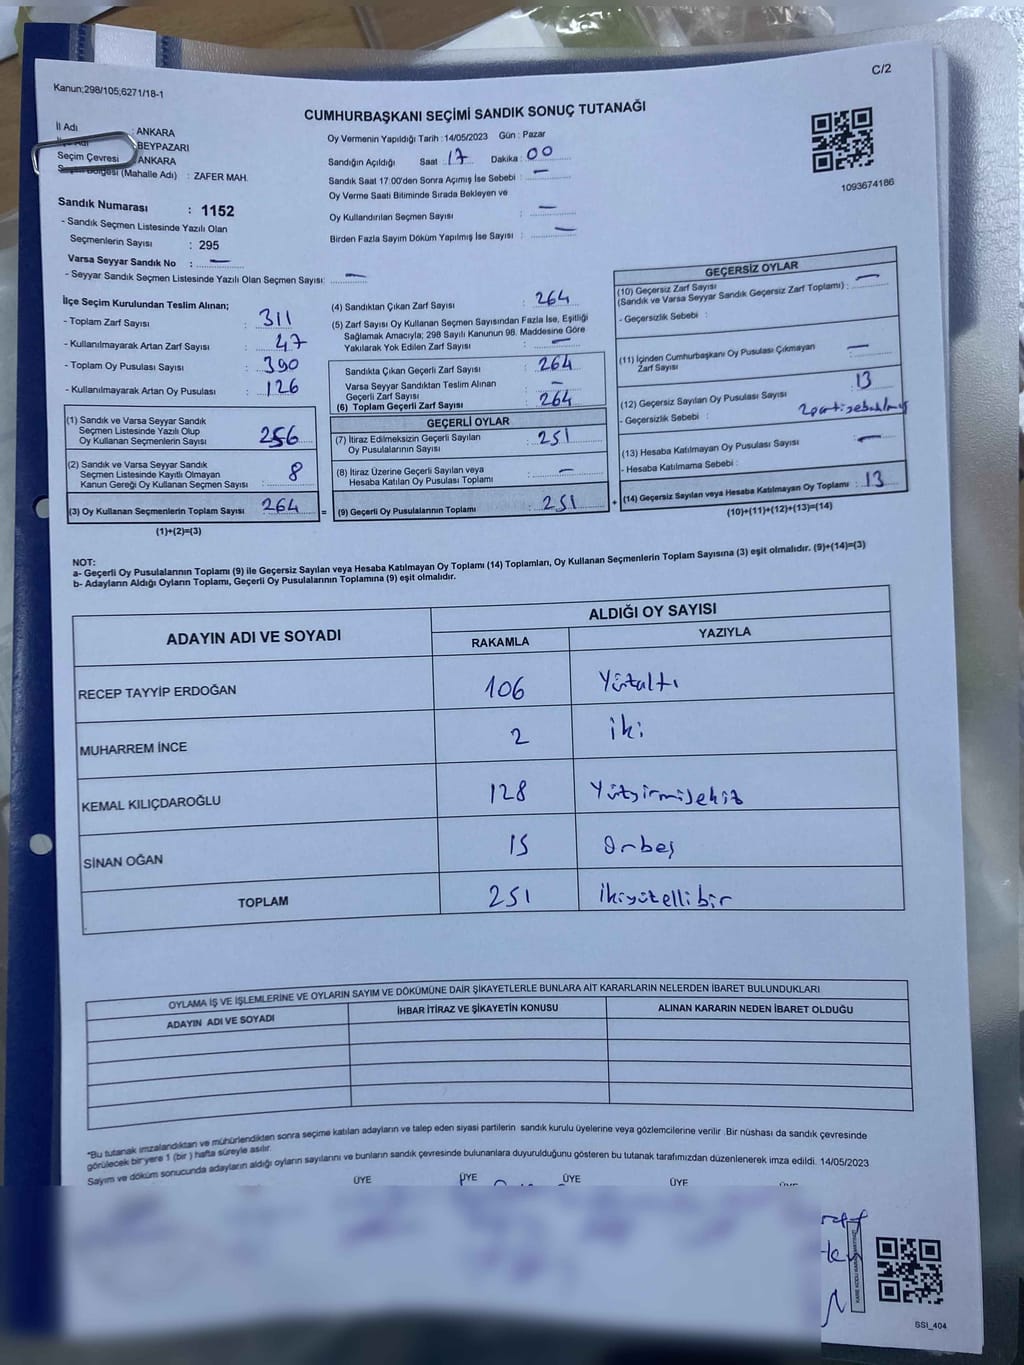 C/2
Kanun:298/105,6271/18-1
CUMHURBAŞKANI SEÇİMİ SANDIK SONUÇ TUTANAĞI
İl Adı : ANKARA
BEYPAZARI
Seçim Çevresi : ANKARA
(Mahalle Adı) : ZAFER MAH.
Sandık Numarası : 1152
- Sandık Seçmen Listesinde Yazılı Olan
Seçmenlerin Sayısı : 295
Varsa Seyyar Sandık No : —
- Seyyar Sandık Seçmen Listesinde Yazılı Olan Seçmen Sayısı: —
Oy Vermenin Yapıldığı Tarih : 14/05/2023 Gün : Pazar
Sandığın Açıldığı Saat : 17 Dakika : 00
Sandık Saat 17:00'den Sonra Açımış İse Sebebi : —
Oy Verme Saati Bitiminde Sırada Bekleyen ve
Oy Kullandırılan Seçmen Sayısı : —
Birden Fazla Sayım Döküm Yapılmış İse Sayısı : —
1093674186
İlçe Seçim Kurulundan Teslim Alınan;
- Toplam Zarf Sayısı : 311
- Kullanılmayarak Artan Zarf Sayısı : 47
- Toplam Oy Pusulası Sayısı : 390
- Kullanılmayarak Artan Oy Pusulası : 126
(1) Sandık ve Varsa Seyyar Sandık
Seçmen Listesinde Yazılı Olup
Oy Kullanan Seçmenlerin Sayısı 256
(2) Sandık ve Varsa Seyyar Sandık
Seçmen Listesinde Kayıtlı Olmayan
Kanun Gereği Oy Kullanan Seçmen Sayısı : 8
(3) Oy Kullanan Seçmenlerin Toplam Sayısı 264
(1)+(2)=(3)
(4) Sandıktan Çıkan Zarf Sayısı : 264
(5) Zarf Sayısı Oy Kullanan Seçmen Sayısından Fazla İse, Eşitliği
Sağlamak Amacıyla; 298 Sayılı Kanunun 98. Maddesine Göre
Yakılarak Yok Edilen Zarf Sayısı : —
Sandıkta Çıkan Geçerli Zarf Sayısı : 264
Varsa Seyyar Sandıktan Teslim Alınan
Geçerli Zarf Sayısı : —
(6) Toplam Geçerli Zarf Sayısı : 264
GEÇERLİ OYLAR
(7) İtiraz Edilmeksizin Geçerli Sayılan
Oy Pusulalarının Sayısı : 251
(8) İtiraz Üzerine Geçerli Sayılan veya
Hesaba Katılan Oy Pusulası Toplamı : —
= (9) Geçerli Oy Pusulalarının Toplamı : 251 +
GEÇERSİZ OYLAR
(10) Geçersiz Zarf Sayısı
(Sandık ve Varsa Seyyar Sandık Geçersiz Zarf Toplamı) : —
- Geçersizlik Sebebi :
(11) İçinden Cumhurbaşkanı Oy Pusulası Çıkmayan
Zarf Sayısı : —
(12) Geçersiz Sayılan Oy Pusulası Sayısı : 13
- Geçersizlik Sebebi :
(13) Hesaba Katılmayan Oy Pusulası Sayısı : —
- Hesaba Katılmama Sebebi :
(14) Geçersiz Sayılan veya Hesaba Katılmayan Oy Toplamı : 13
(10)+(11)+(12)+(13)=(14)
NOT:
a- Geçerli Oy Pusulalarının Toplamı (9) ile Geçersiz Sayılan veya Hesaba Katılmayan Oy Toplamı (14) Toplamları, Oy Kullanan Seçmenlerin Toplam Sayısına (3) eşit olmalıdır. (9)+(14)=(3)
b- Adayların Aldığı Oyların Toplamı, Geçerli Oy Pusulalarının Toplamına (9) eşit olmalıdır.
ADAYIN ADI VE SOYADI ALDIĞI OY SAYISI
RAKAMLA YAZIYLA
RECEP TAYYİP ERDOĞAN 106 Yüzaltı
MUHARREM İNCE 2 iki
KEMAL KILIÇDAROĞLU 128 Yüzyirmisekiz
SİNAN OĞAN 15 Onbeş
TOPLAM 251 İkiyüzellibir
OYLAMA İŞ VE İŞLEMLERİNE VE OYLARIN SAYIM VE DÖKÜMÜNE DAİR ŞİKAYETLERLE BUNLARA AİT KARARLARIN NELERDEN İBARET BULUNDUKLARI
ADAYIN ADI VE SOYADI İHBAR İTİRAZ VE ŞİKAYETİN KONUSU ALINAN KARARIN NEDEN İBARET OLDUĞU
*Bu tutanak imzalandıktan ve mühürlendikten sonra seçime katılan adayların ve talep eden siyasi partilerin sandık kurulu üyelerine veya gözlemcilerine verilir .Bir nüshası da sandık çevresinde
görülecek bir yere 1 (bir ) hafta süreyle asılır.
Sayım ve döküm sonucunda adayların aldığı oyların sayılarını ve bunların sandık çevresinde bulunanlara duyurulduğunu gösteren bu tutanak tarafımızdan düzenlenerek imza edildi. 14/05/2023
ÜYE ÜYE ÜYE ÜYE
SSI_404